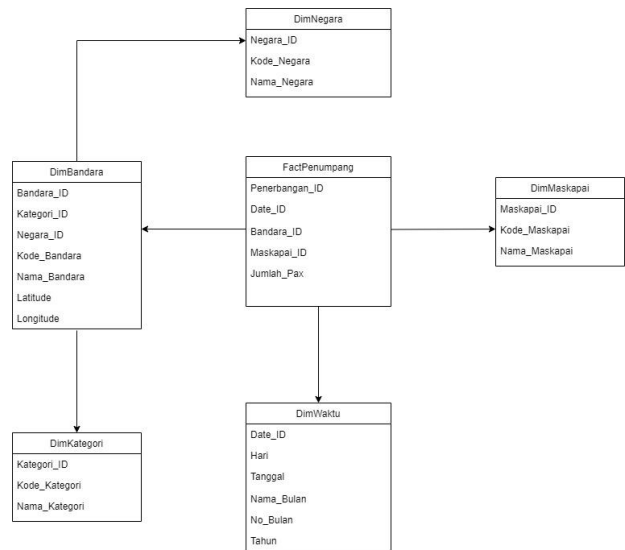 DimNegara
Negara_ID
Kode_Negara
Nama_Negara
DimBandara
Bandara_ID
Kategori_ID
Negara_ID
Kode_Bandara
Nama_Bandara
Latitude
Longitude
FactPenumpang
Penerbangan_ID
Date_ID
Bandara_ID
Maskapai_ID
Jumlah_Pax
DimMaskapai
Maskapai_ID
Kode_Maskapai
Nama_Maskapai
DimKategori
Kategori_ID
Kode_Kategori
Nama_Kategori
DimWaktu
Date_ID
Hari
Tanggal
Nama_Bulan
No_Bulan
Tahun